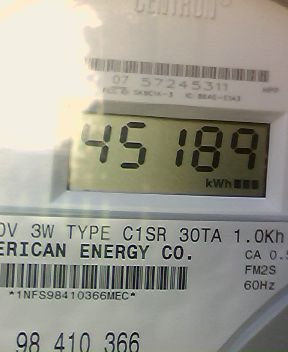 CENTRON®
07 57245311
45189
kWh
0V 3W TYPE C1SR 30TA 1.0Kh
ERICAN ENERGY CO.
CA 0.5
FM2S
*1NFS98410366MEC*
60Hz
98 410 366